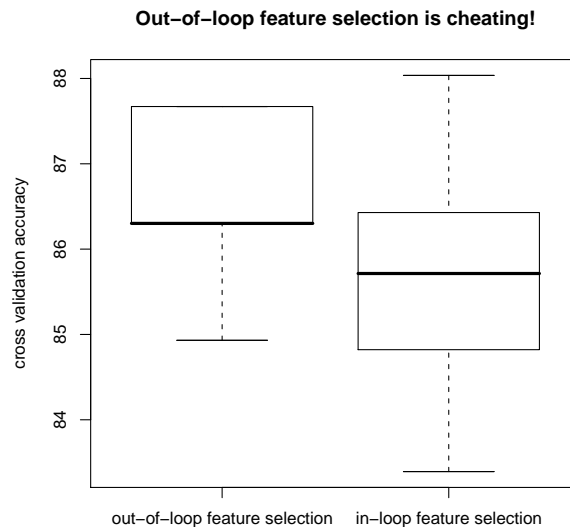 Out-of-loop feature selection is cheating!
88
87
86
85
84
cross validation accuracy
out-of-loop feature selection
in-loop feature selection